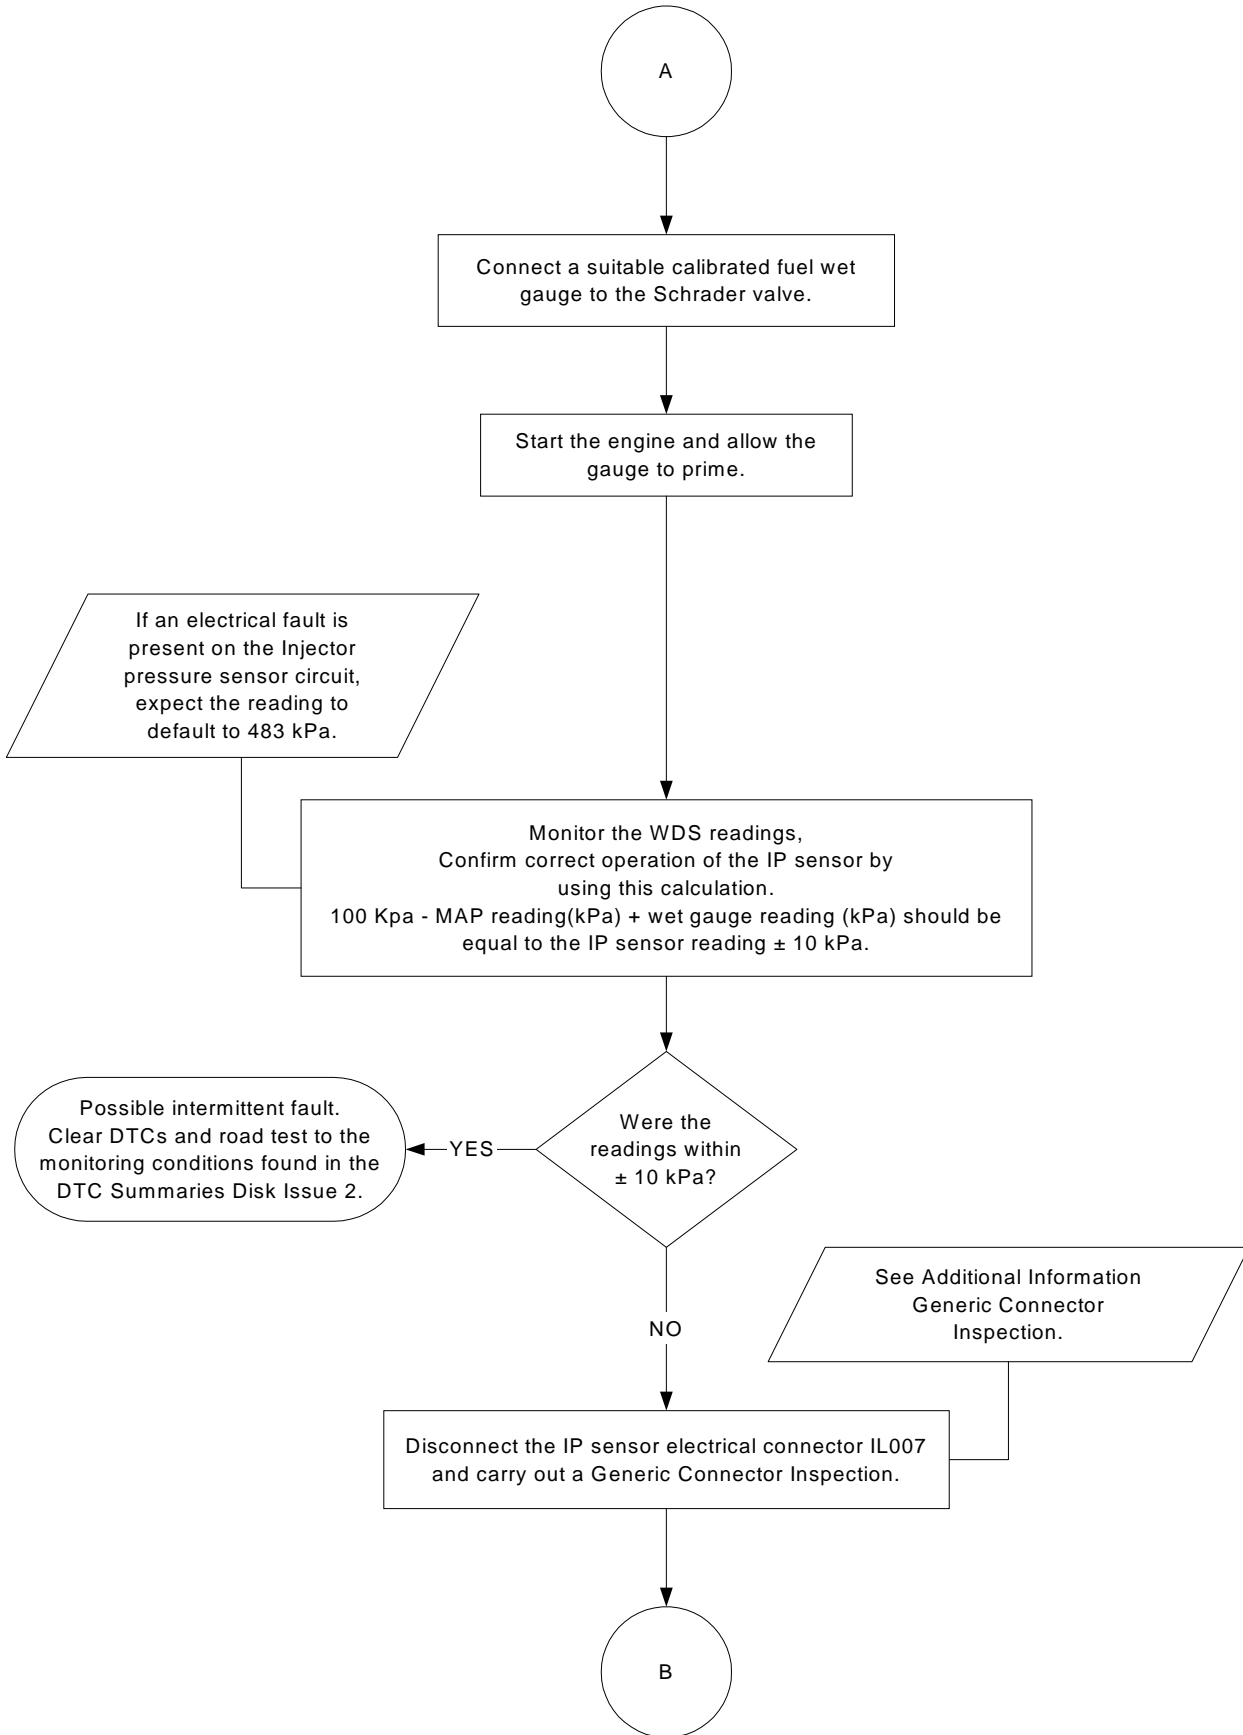 A
Connect a suitable calibrated fuel wet
gauge to the Schrader valve.
Start the engine and allow the
gauge to prime.
If an electrical fault is
present on the Injector
pressure sensor circuit,
expect the reading to
default to 483 kPa.
Monitor the WDS readings,
Confirm correct operation of the IP sensor by
using this calculation.
100 Kpa - MAP reading(kPa) + wet gauge reading (kPa) should be
equal to the IP sensor reading ± 10 kPa.
Were the
readings within
± 10 kPa?
YES
Possible intermittent fault.
Clear DTCs and road test to the
monitoring conditions found in the
DTC Summaries Disk Issue 2.
NO
See Additional Information
Generic Connector
Inspection.
Disconnect the IP sensor electrical connector IL007
and carry out a Generic Connector Inspection.
B